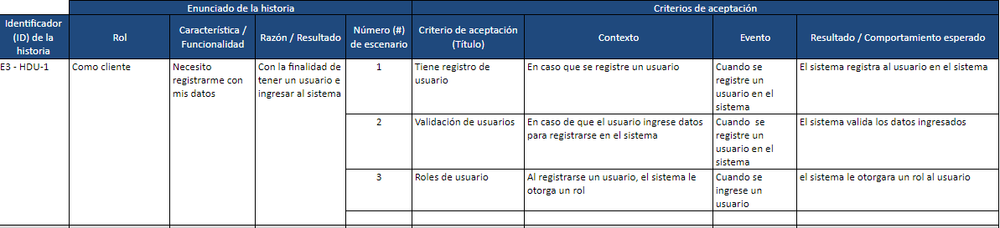 Enunciado de la historia
Criterios de aceptación
Identificador
(ID) de la
historia
Rol
Característica /
Funcionalidad
Razón / Resultado
Número (#)
de escenario
Criterio de aceptación
(Título)
Contexto
Evento
Resultado / Comportamiento esperado
E3 - HDU-1
Como cliente
Necesito
registrarme con
mis datos
Con la finalidad de
tener un usuario e
ingresar al sistema
1
Tiene registro de
usuario
En caso que se registre un usuario
Cuando se
registre un
usuario en el
sistema
El sistema registra al usuario en el sistema
2
Validación de usuarios
En caso de que el usuario ingrese datos
para registrarse en el sistema
Cuando  se
registre un
usuario en el
sistema
El sistema valida los datos ingresados
3
Roles de usuario
Al registrarse un usuario, el sistema le
otorga un rol
Cuando se
ingrese un
usuario
el sistema le otorgara un rol al usuario